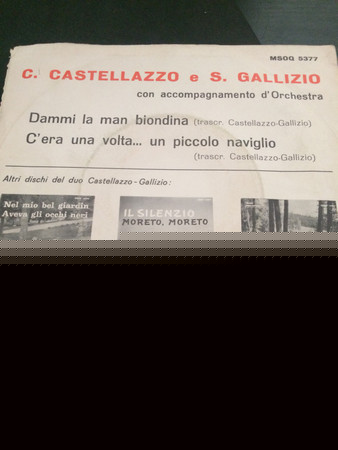 MSOG 5377
C. CASTELLAZZO e S. GALLIZIO
con accompagnamento d'Orchestra
Dammi la man biondina (trascr. Castellazzo-Gallizio)
C'era una volta... un piccolo naviglio
(trascr. Castellazzo-Gallizio)
Altri dischi del duo Castellazzo-Gallizio:
Nel mio bel giardin
Aveva gli occhi neri
IL SILENZIO
MORETO, MORETO